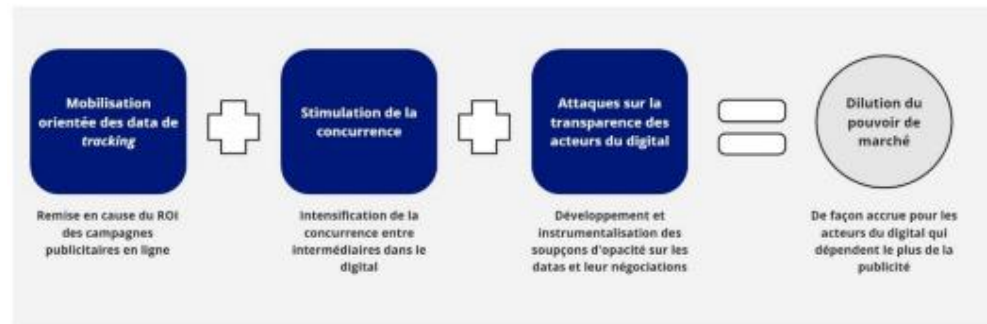 Mobilisation
orientée des data de
tracking
Stimulation de la
concurrence
Attaques sur la
transparence des
acteurs du digital
Dilution du
pouvoir de
marché
Remise en cause du ROI
des campagnes
publicitaires en ligne
Intensification de la
concurrence entre
intermédiaires dans le
digital
Développement et
instrumentalisation des
soupçons d'opacité sur les
datas et leur négociations
De façon accrue pour les
acteurs du digital qui
dépendent le plus de la
publicité